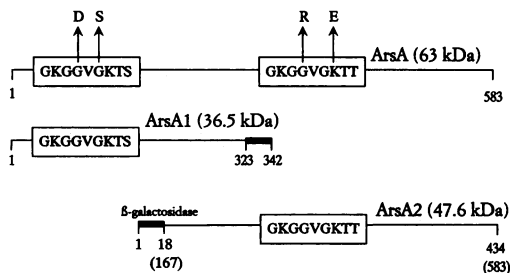 D S R E
ArsA (63 kDa)
GKGGVGKTS GKGGVGKTT
1 583
ArsA1 (36.5 kDa)
GKGGVGKTS
1 323 342
ß-galactosidase ArsA2 (47.6 kDa)
GKGGVGKTT
1 18 434
(167) (583)